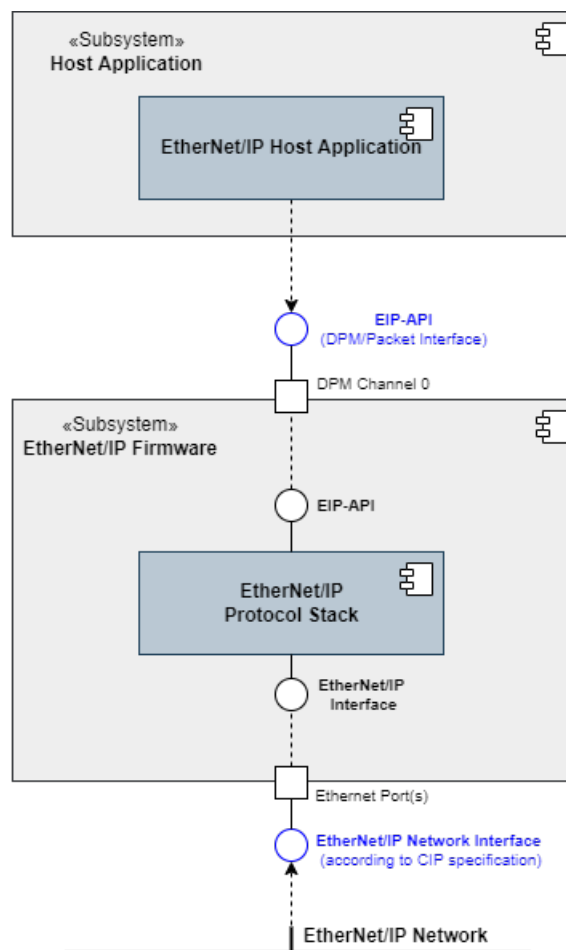 «Subsystem»
Host Application
EtherNet/IP Host Application
EIP-API
(DPM/Packet Interface)
DPM Channel 0
«Subsystem»
EtherNet/IP Firmware
EIP-API
EtherNet/IP
Protocol Stack
EtherNet/IP
Interface
Ethernet Port(s)
EtherNet/IP Network Interface
(according to CIP specification)
EtherNet/IP Network